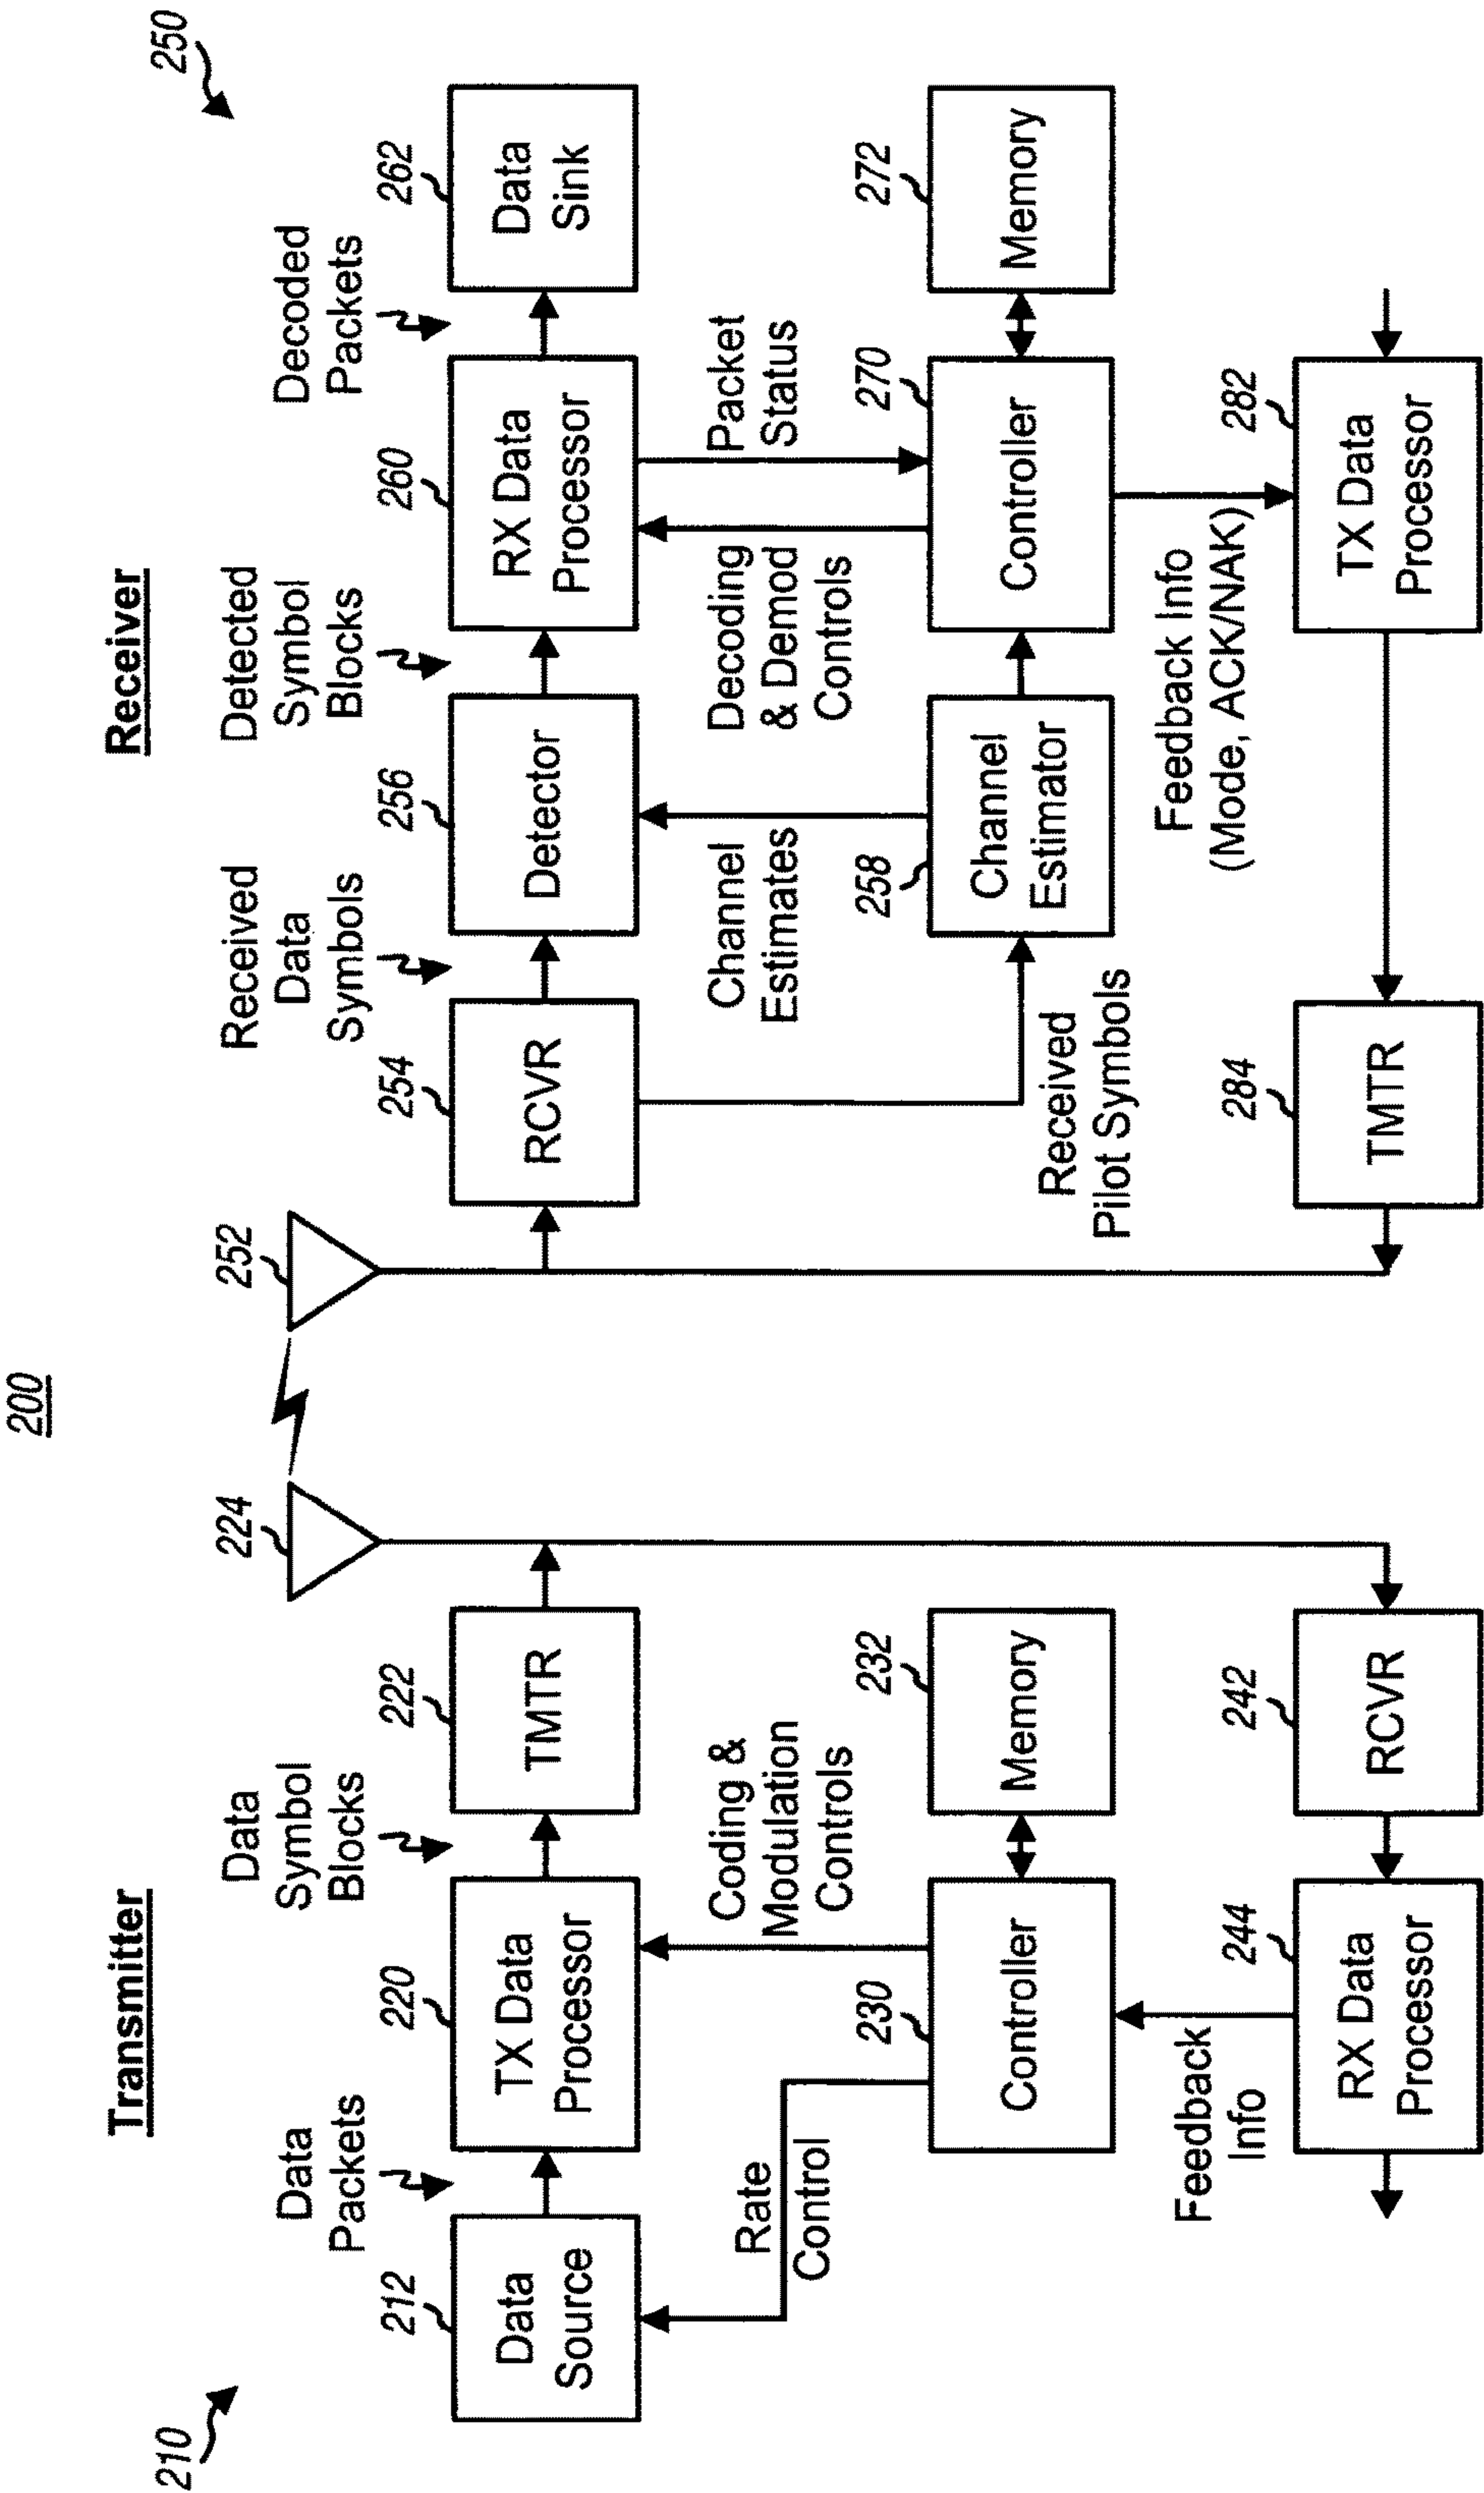 200
Transmitter
Receiver
210
250
224
252
Data
Packets
Data
Symbol
Blocks
Received
Data
Symbols
Detected
Symbol
Blocks
Decoded
Packets
212
220
222
254
256
260
262
Data
Source
TX Data
Processor
TMTR
RCVR
Detector
RX Data
Processor
Data
Sink
Rate
Control
Coding &
Modulation
Controls
Channel
Estimates
Decoding
& Demod
Controls
Packet
Status
230
232
258
270
272
Controller
Memory
Channel
Estimator
Controller
Memory
Received
Pilot Symbols
Feedback
Info
Feedback Info
(Mode, ACK/NAK)
244
242
284
282
RX Data
Processor
RCVR
TMTR
TX Data
Processor